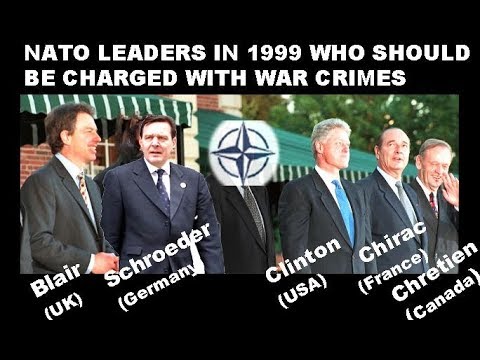 NATO LEADERS IN 1999 WHO SHOULD
BE CHARGED WITH WAR CRIMES
Blair
(UK)
Schroeder
(Germany
Clinton
(USA)
Chirac
(France)
Chretien
(Canada)